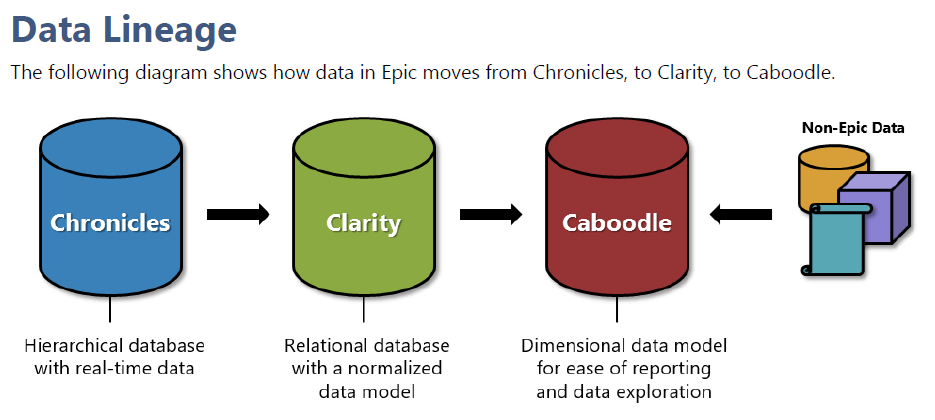 Data Lineage
The following diagram shows how data in Epic moves from Chronicles, to Clarity, to Caboodle.
Non-Epic Data
Chronicles
Clarity
Caboodle
Hierarchical database
with real-time data
Relational database
with a normalized
data model
Dimensional data model
for ease of reporting
and data exploration